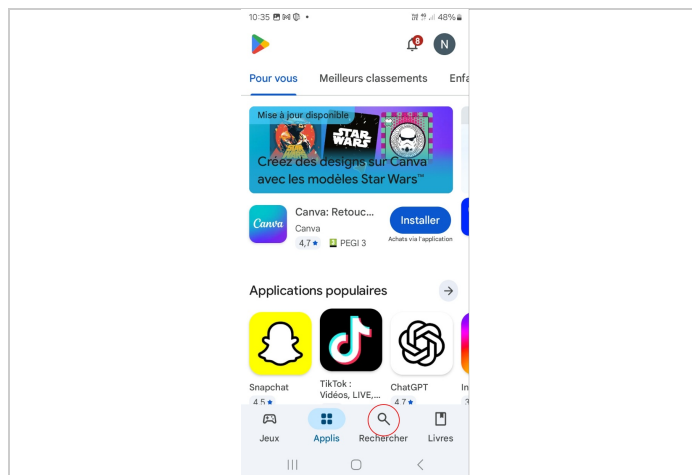 10:35
48%
8
N
Pour vous Meilleurs classements Enfa
Mise à jour disponible
STAR
WARS
Créez des designs sur Canva
avec les modèles Star Wars™
Canva
Canva: Retouc...
Canva
4,7★ PEGI 3
Installer
Achats via l'application
Applications populaires
Snapchat
4,5★
TikTok :
Vidéos, LIVE,...
ChatGPT
4,7★
In
3
Jeux Applis Rechercher Livres